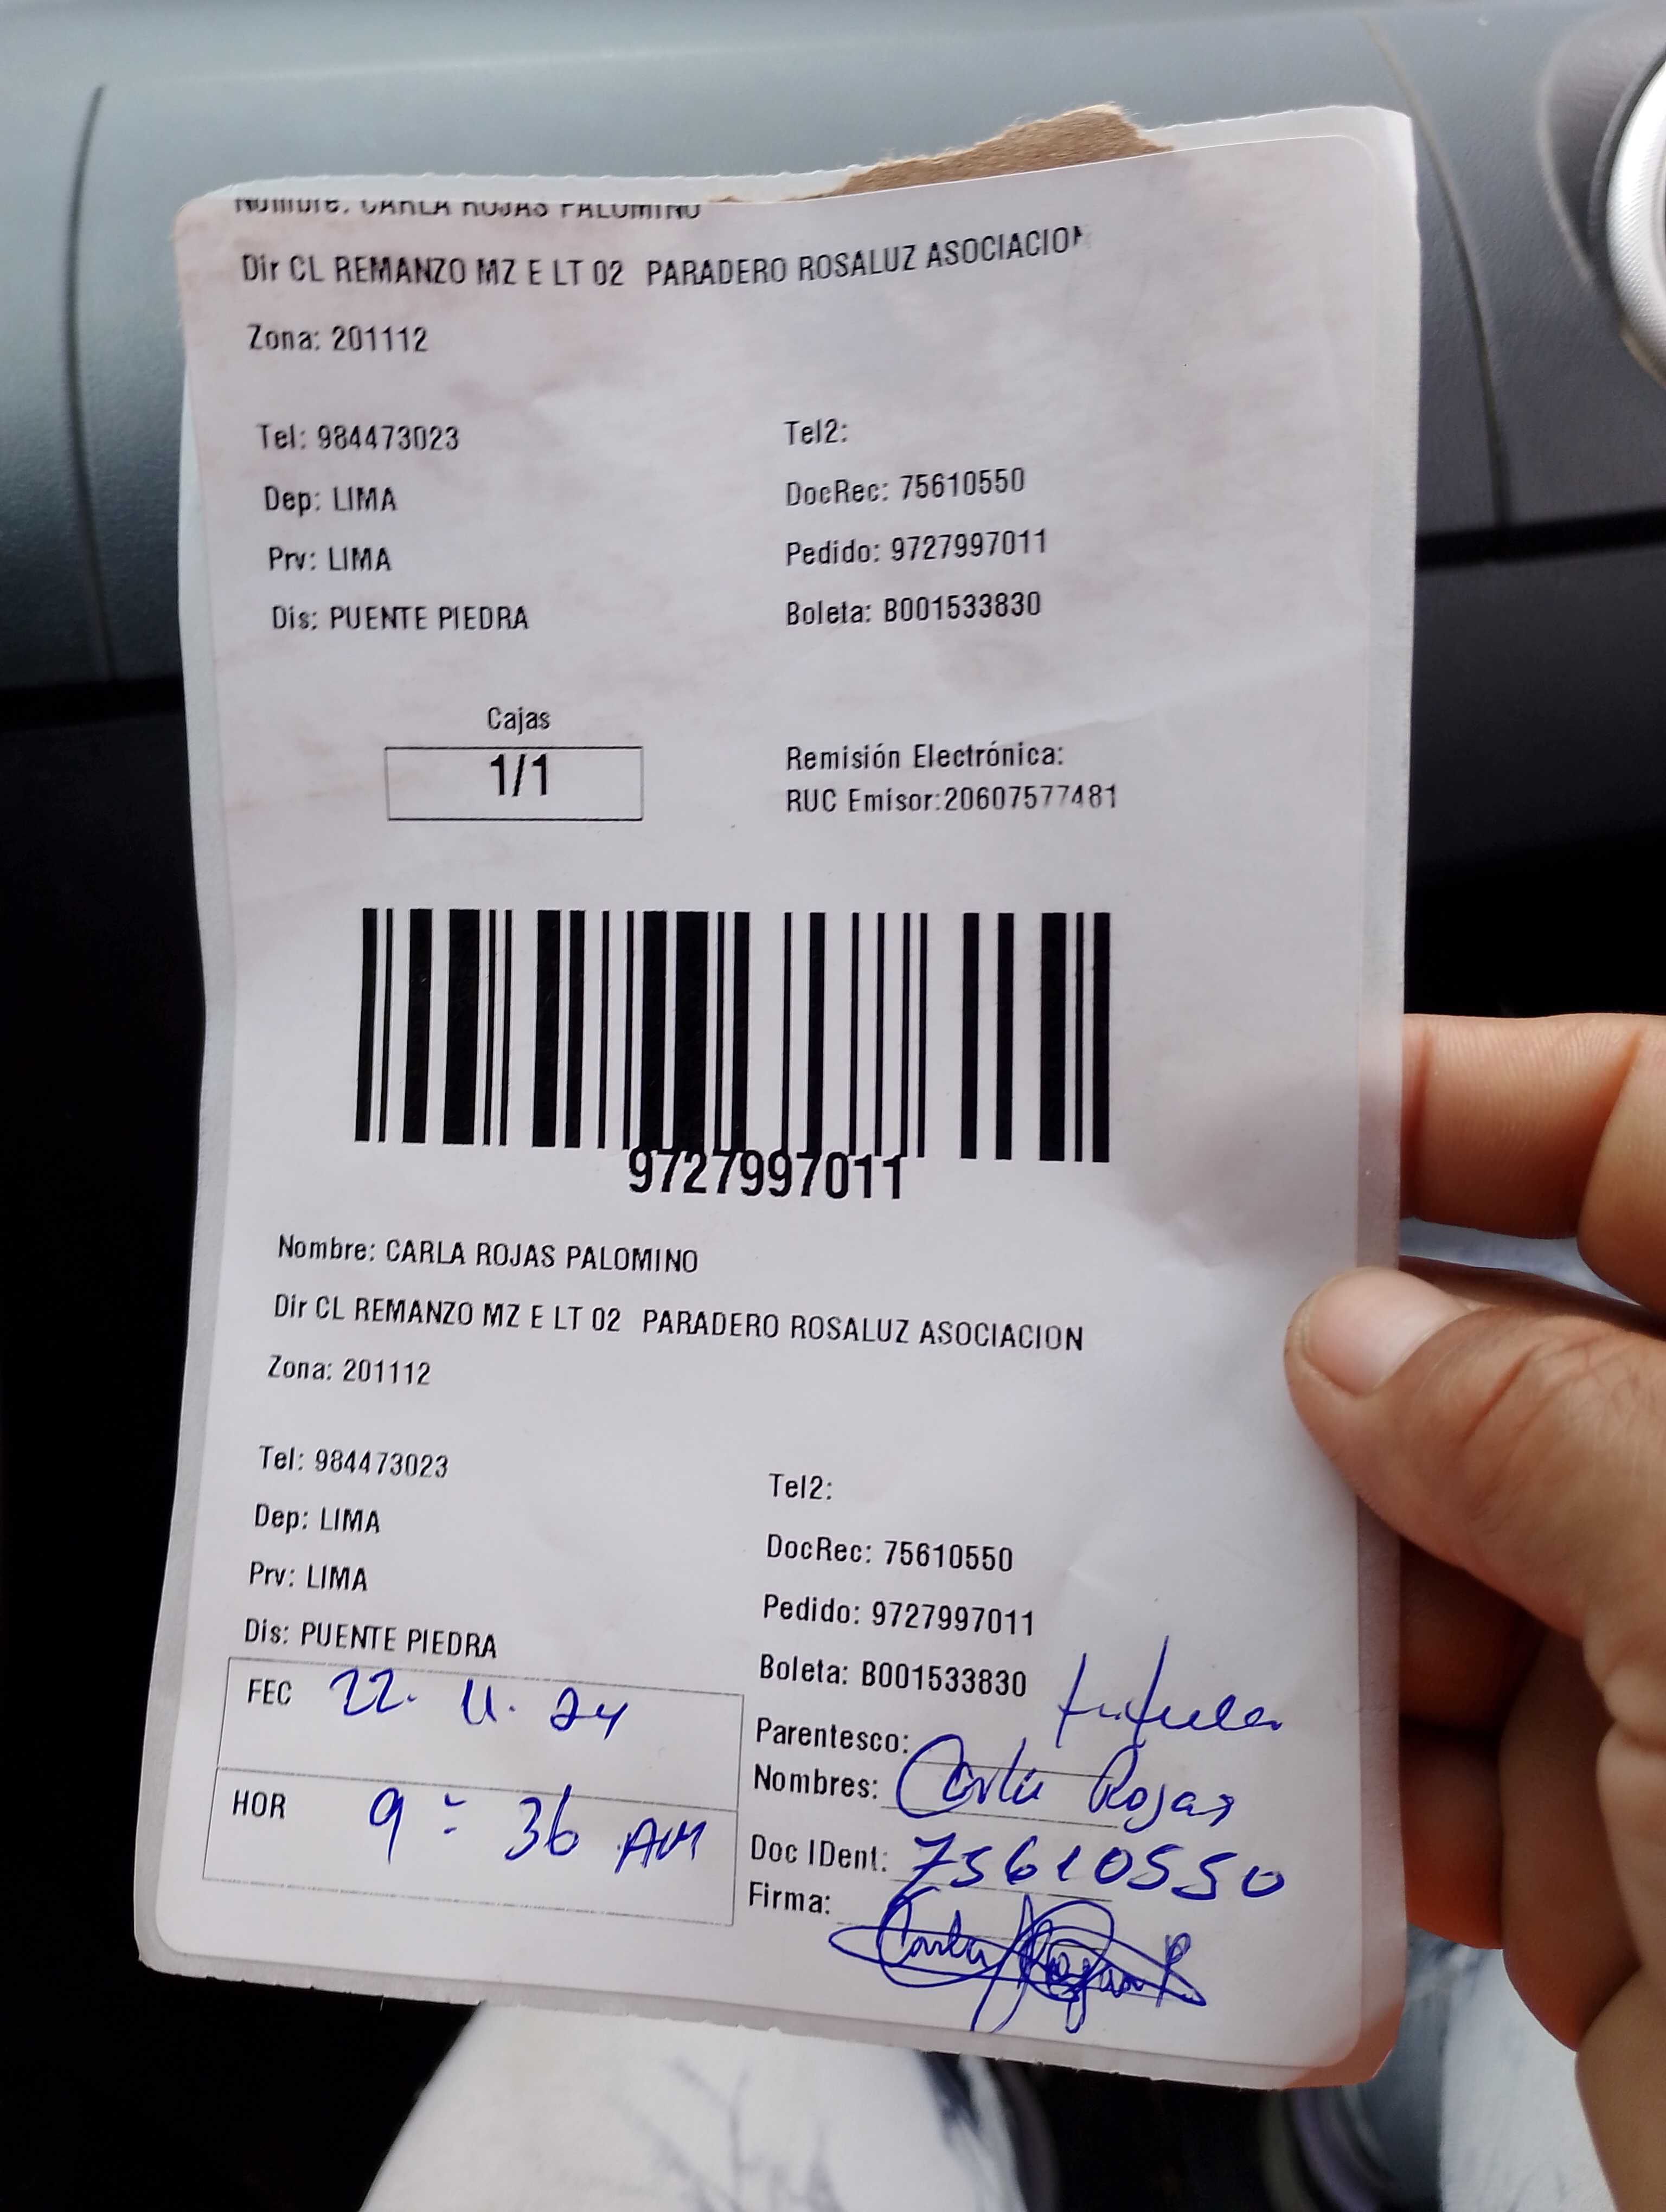 Nombre: CARLA ROJAS PALOMINO
Dir CL REMANZO MZ E LT 02 PARADERO ROSALUZ ASOCIACION
Zona: 201112
Tel: 984473023
Tel2:
Dep: LIMA
DocRec: 75610550
Prv: LIMA
Pedido: 9727997011
Dis: PUENTE PIEDRA
Boleta: B001533830
Cajas
1/1
Remisión Electrónica:
RUC Emisor:20607577481
9727997011
Nombre: CARLA ROJAS PALOMINO
Dir CL REMANZO MZ E LT 02 PARADERO ROSALUZ ASOCIACION
Zona: 201112
Tel: 984473023
Tel2:
Dep: LIMA
DocRec: 75610550
Prv: LIMA
Pedido: 9727997011
Dis: PUENTE PIEDRA
Boleta: B001533830
FEC 22. 11. 24
Parentesco: titular
Nombres: Carla Rojas
HOR 9:36 AM
Doc IDent: 75610550
Firma: Carla Rojas P.